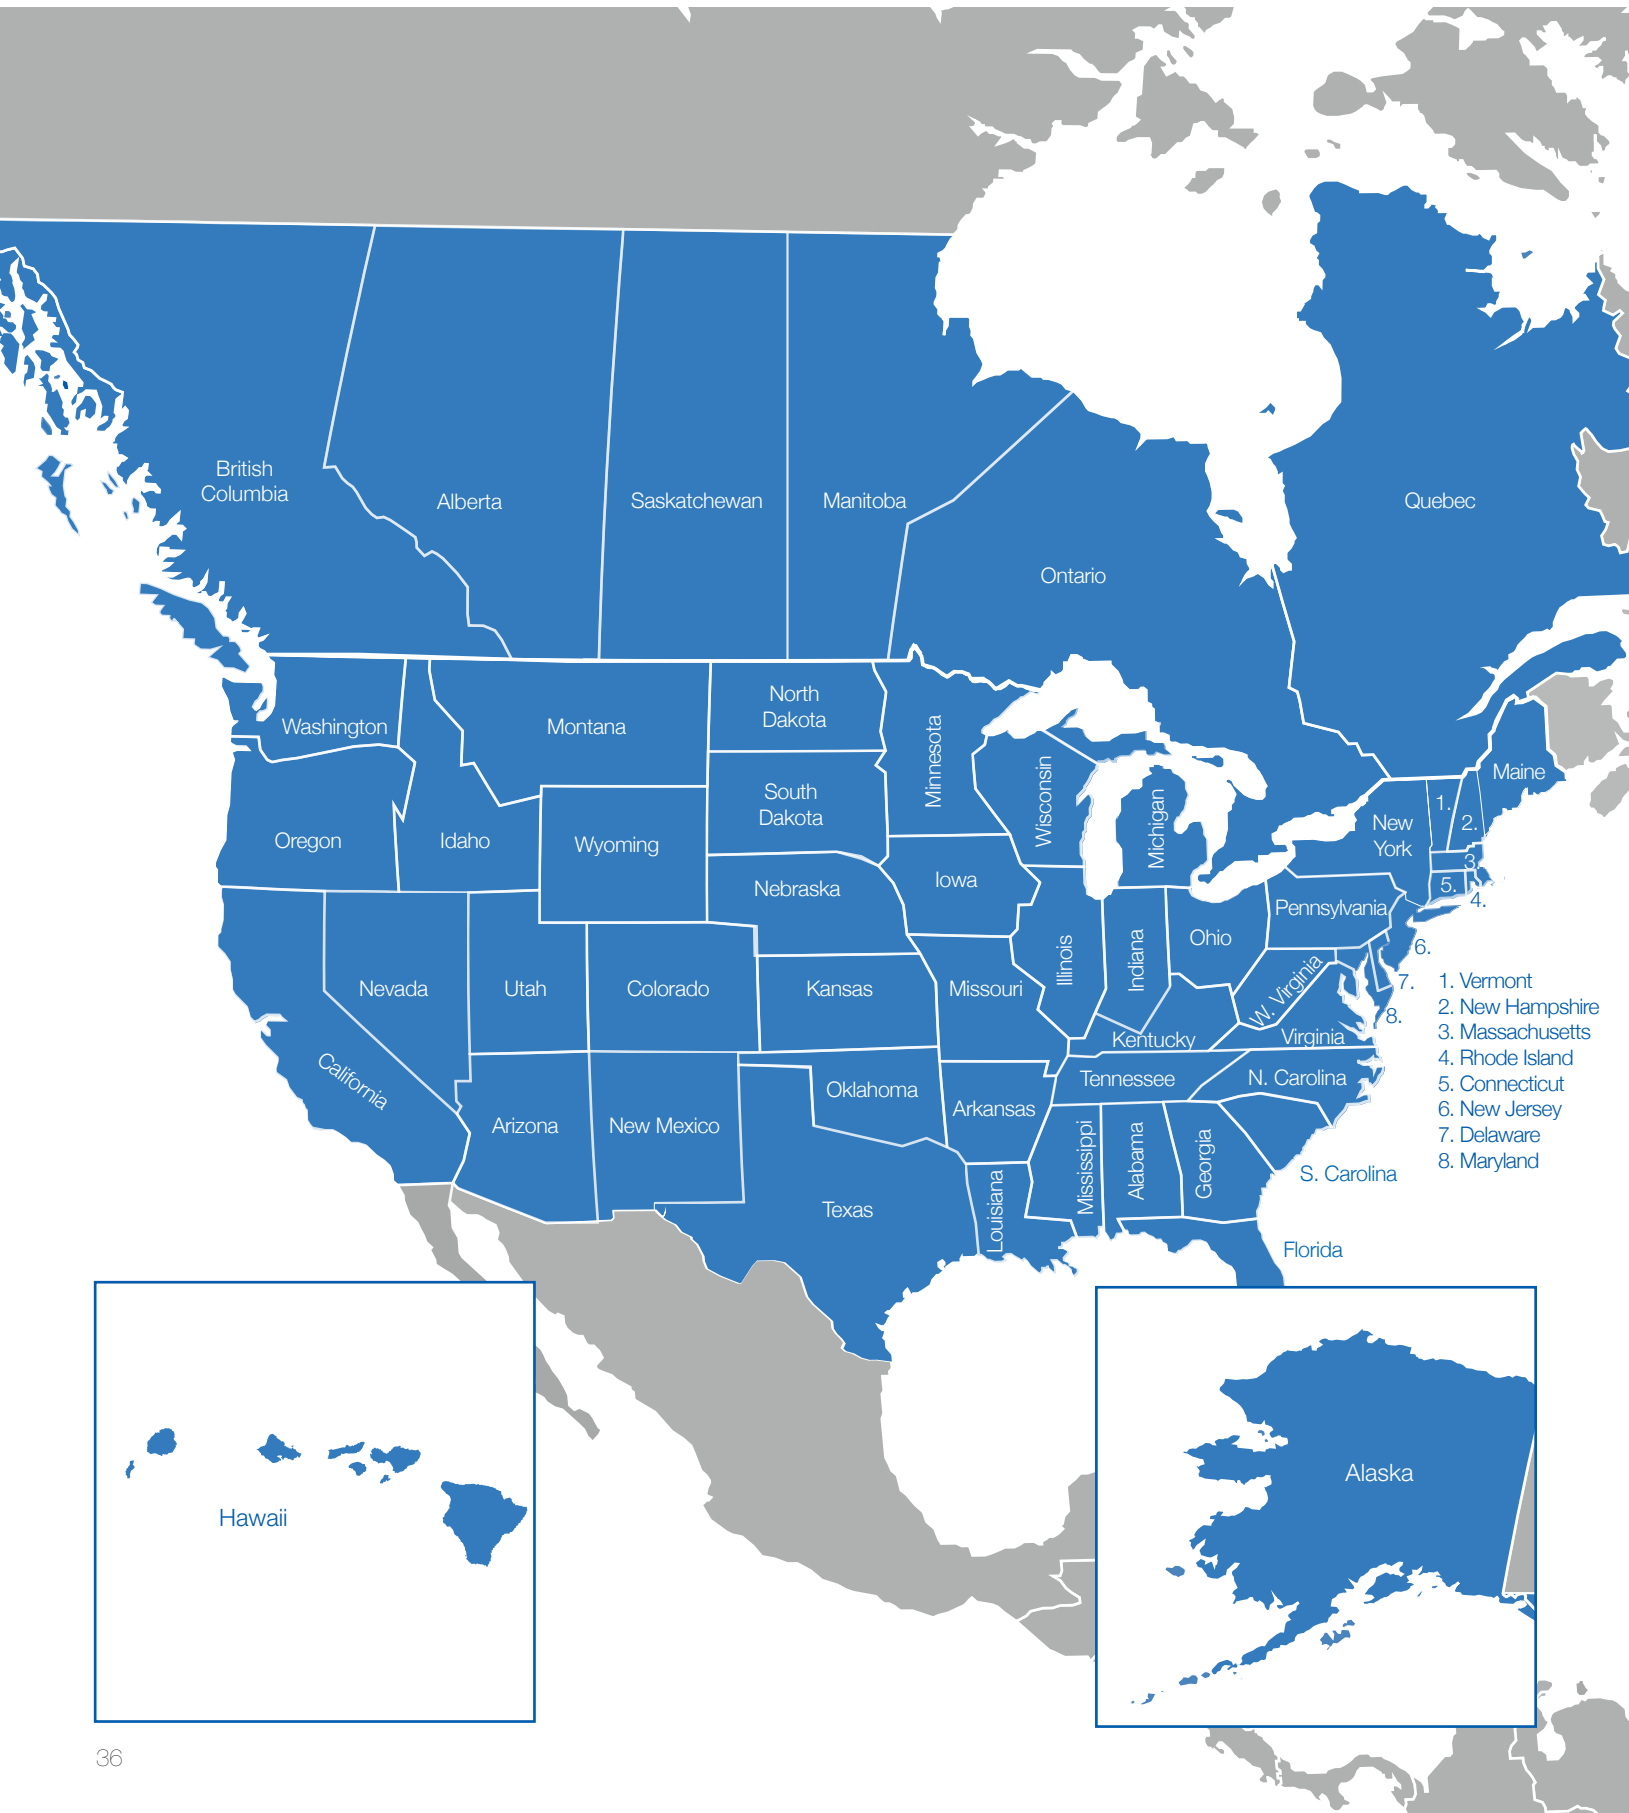 British
Columbia
Alberta
Saskatchewan
Manitoba
Quebec
Ontario
Washington
Montana
North
Dakota
Minnesota
Wisconsin
Michigan
Maine
Oregon
Idaho
Wyoming
South
Dakota
New
York
1.
2.
3.
5.
4.
Nebraska
Iowa
Pennsylvania
Illinois
Indiana
Ohio
6.
7.
8.
Nevada
Utah
Colorado
Kansas
Missouri
W. Virginia
Virginia
Kentucky
California
Arizona
New Mexico
Oklahoma
Arkansas
Tennessee
N. Carolina
1. Vermont
2. New Hampshire
3. Massachusetts
4. Rhode Island
5. Connecticut
6. New Jersey
7. Delaware
8. Maryland
Texas
Louisiana
Mississippi
Alabama
Georgia
S. Carolina
Florida
Hawaii
Alaska
36